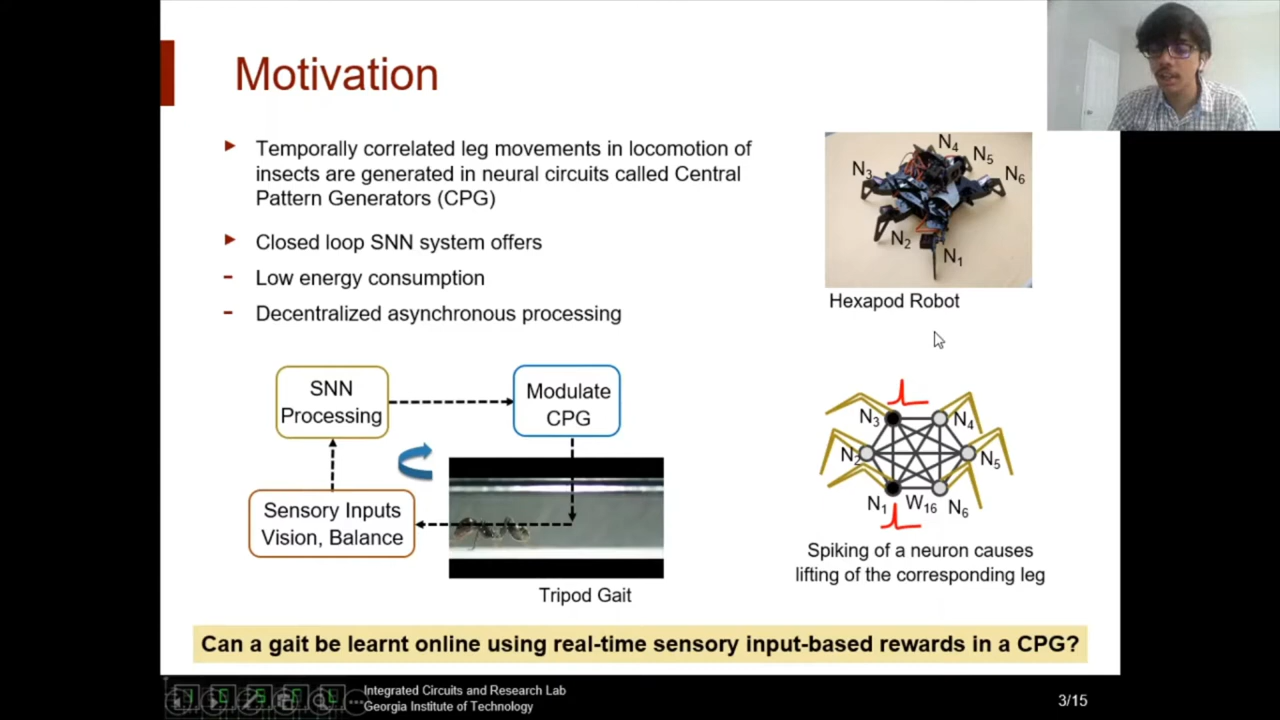 Motivation
Temporally correlated leg movements in locomotion of
insects are generated in neural circuits called Central
Pattern Generators (CPG)
Closed loop SNN system offers
Low energy consumption
Decentralized asynchronous processing
SNN
Processing
Modulate
CPG
Sensory Inputs
Vision, Balance
Tripod Gait
N4
N5
N3
N6
N2
N1
Hexapod Robot
N3
N4
N2
N5
N1
W16
N6
Spiking of a neuron causes
lifting of the corresponding leg
Can a gait be learnt online using real-time sensory input-based rewards in a CPG?
Integrated Circuits and Research Lab
Georgia Institute of Technology
3/15